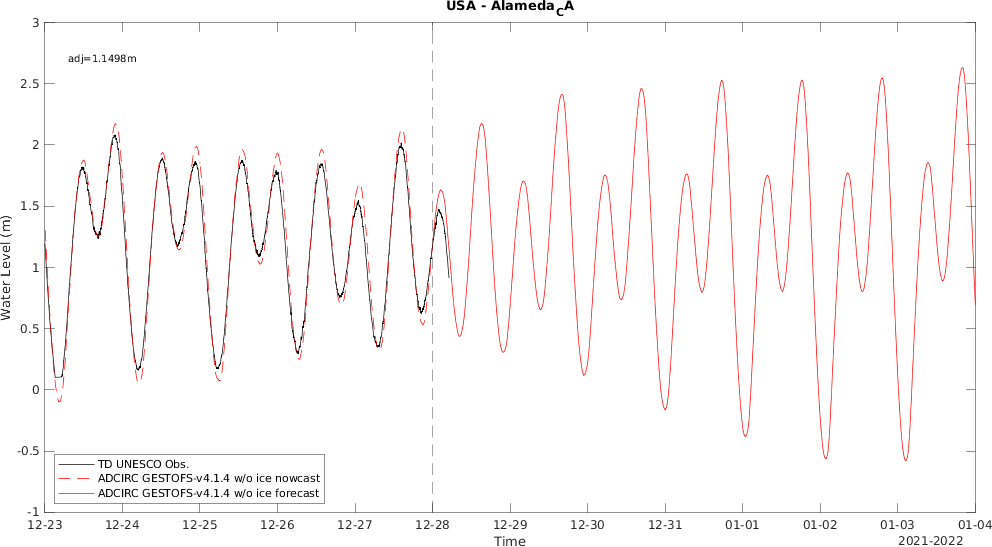 USA - Alameda_CA
3
adj=1.1498m
2.5
2
1.5
1
0.5
0
-0.5
-1
Water Level (m)
TD UNESCO Obs.
ADCIRC GESTOFS-v4.1.4 w/o ice nowcast
ADCIRC GESTOFS-v4.1.4 w/o ice forecast
12-23 12-24 12-25 12-26 12-27 12-28 12-29 12-30 12-31 01-01 01-02 01-03 01-04
Time
2021-2022